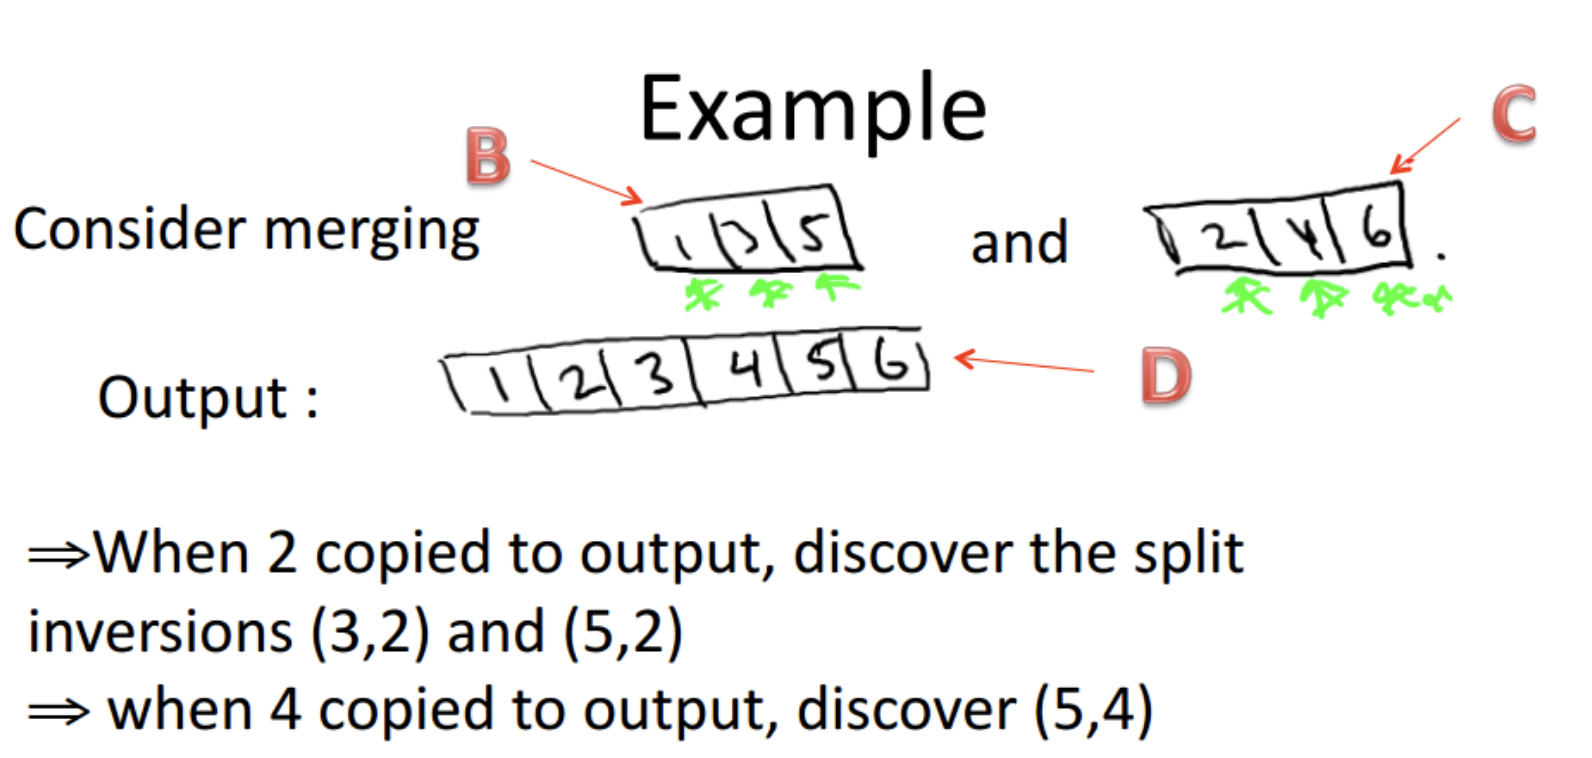 Example
B
C
Consider merging 1 3 5 and 2 4 6 .
Output : 1 2 3 4 5 6
D
⇒When 2 copied to output, discover the split
inversions (3,2) and (5,2)
⇒ when 4 copied to output, discover (5,4)